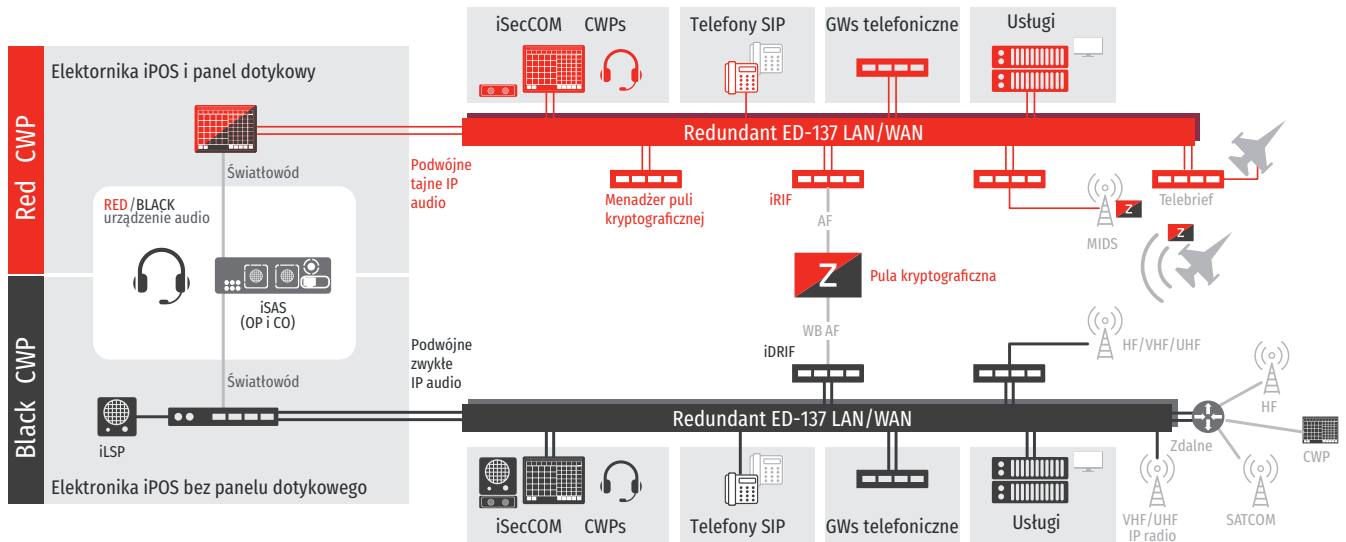 iSecCOM CWPs
Telefony SIP
GWs telefoniczne
Usługi
Red CWP
Elektornika iPOS i panel dotykowy
Redundant ED-137 LAN/WAN
Światłowód
Podwójne
tajne IP
audio
RED/BLACK
urządzenie audio
Menadżer puli
kryptograficznej
iRIF
AF
Z
MIDS
Telebrief
Z
iSAS
(OP i CO)
Z
Pula kryptograficzna
WB AF
iDRIF
HF/VHF/UHF
Black CWP
Podwójne
zwykłe
IP audio
Światłowód
iLSP
Redundant ED-137 LAN/WAN
Zdalne
HF
CWP
Elektronika iPOS bez panelu dotykowego
iSecCOM CWPs
Telefony SIP
GWs telefoniczne
Usługi
VHF/UHF
IP radio
SATCOM